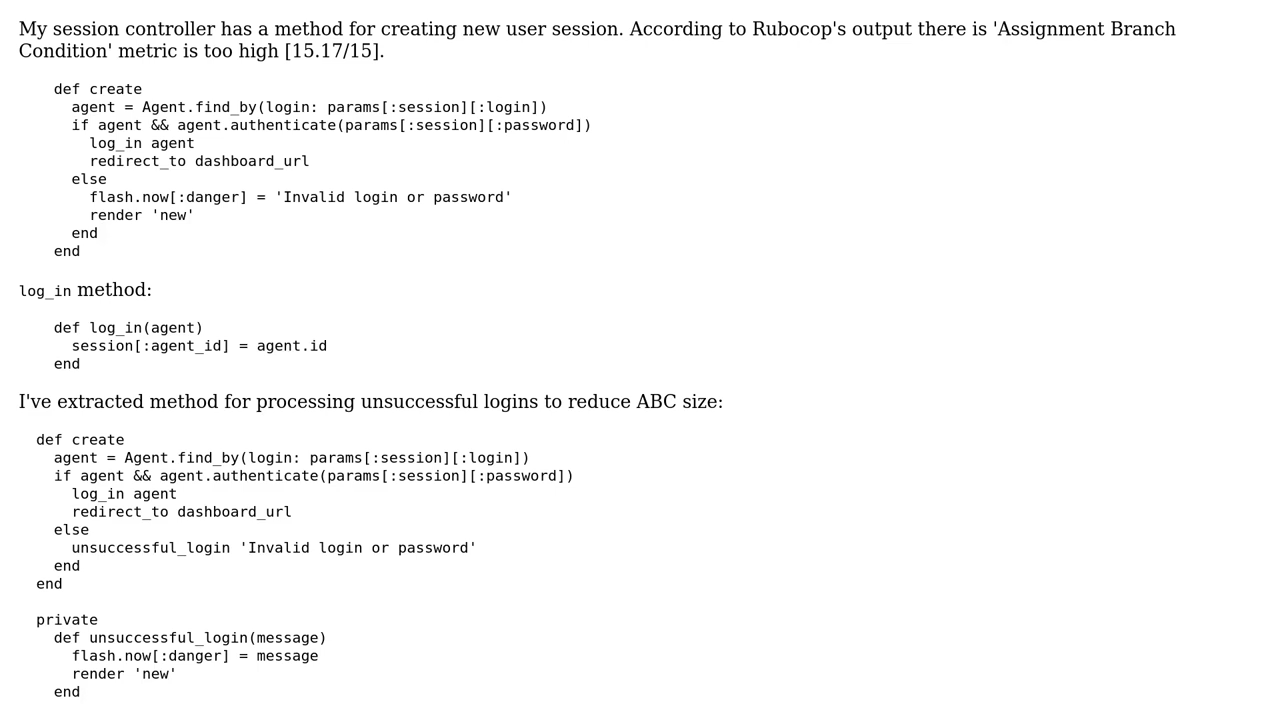 My session controller has a method for creating new user session. According to Rubocop's output there is 'Assignment Branch
Condition' metric is too high [15.17/15].
def create
agent = Agent.find_by(login: params[:session][:login])
if agent && agent.authenticate(params[:session][:password])
log_in agent
redirect_to dashboard_url
else
flash.now[:danger] = 'Invalid login or password'
render 'new'
end
end
log_in method:
def log_in(agent)
session[:agent_id] = agent.id
end
I've extracted method for processing unsuccessful logins to reduce ABC size:
def create
agent = Agent.find_by(login: params[:session][:login])
if agent && agent.authenticate(params[:session][:password])
log_in agent
redirect_to dashboard_url
else
unsuccessful_login 'Invalid login or password'
end
end
private
def unsuccessful_login(message)
flash.now[:danger] = message
render 'new'
end